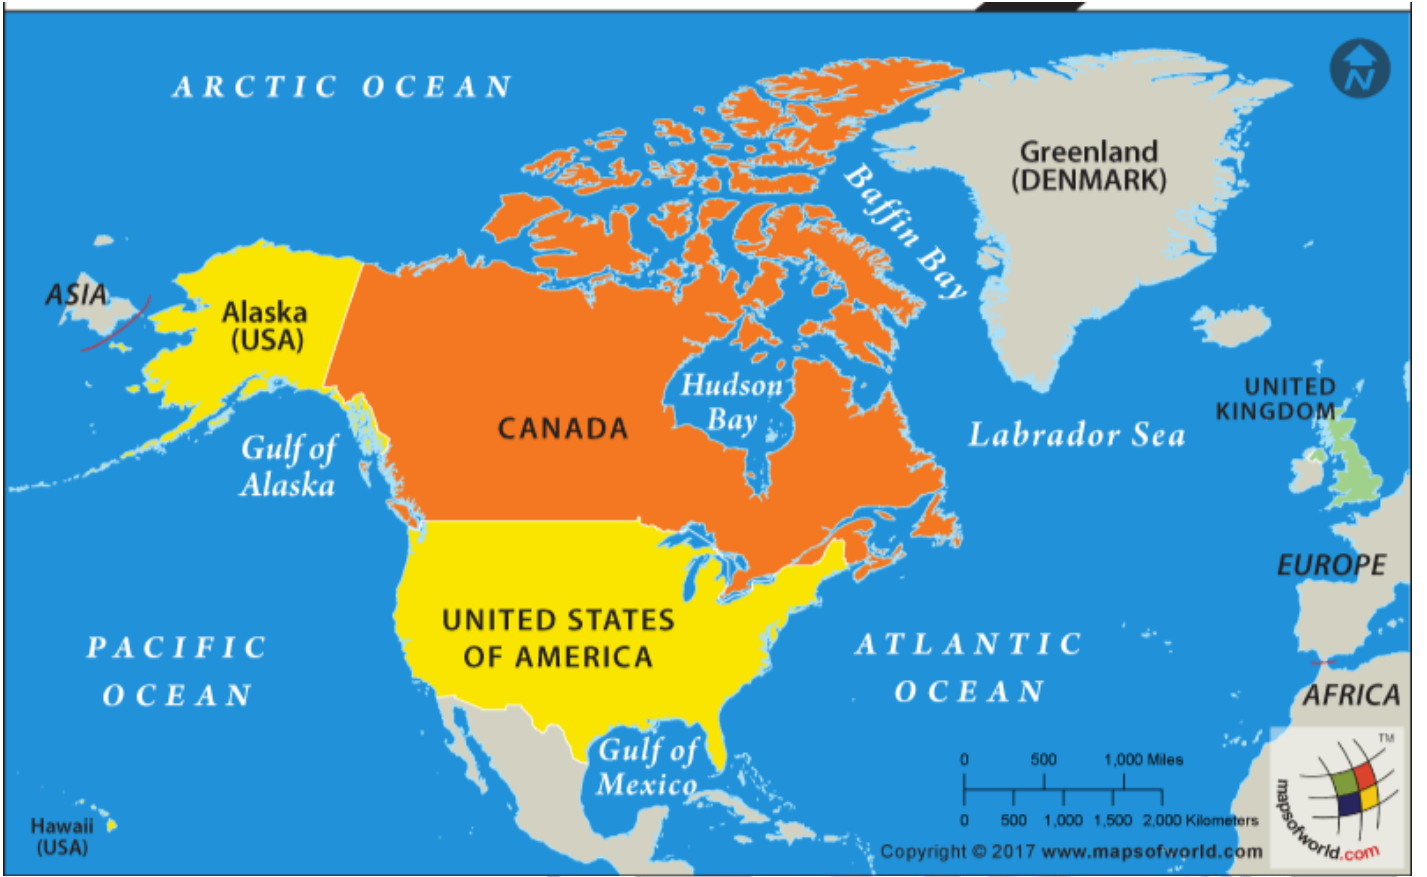 ARCTIC OCEAN
N
Greenland
(DENMARK)
Baffin Bay
ASIA
Alaska
(USA)
Hudson
Bay
UNITED
KINGDOM
CANADA
Labrador Sea
Gulf of
Alaska
EUROPE
UNITED STATES
OF AMERICA
PACIFIC
OCEAN
ATLANTIC
OCEAN
AFRICA
Gulf of
Mexico
0 500 1,000 Miles
0 500 1,000 1,500 2,000 Kilometers
TM
mapsofworld.com
Hawaii
(USA)
Copyright © 2017 www.mapsofworld.com